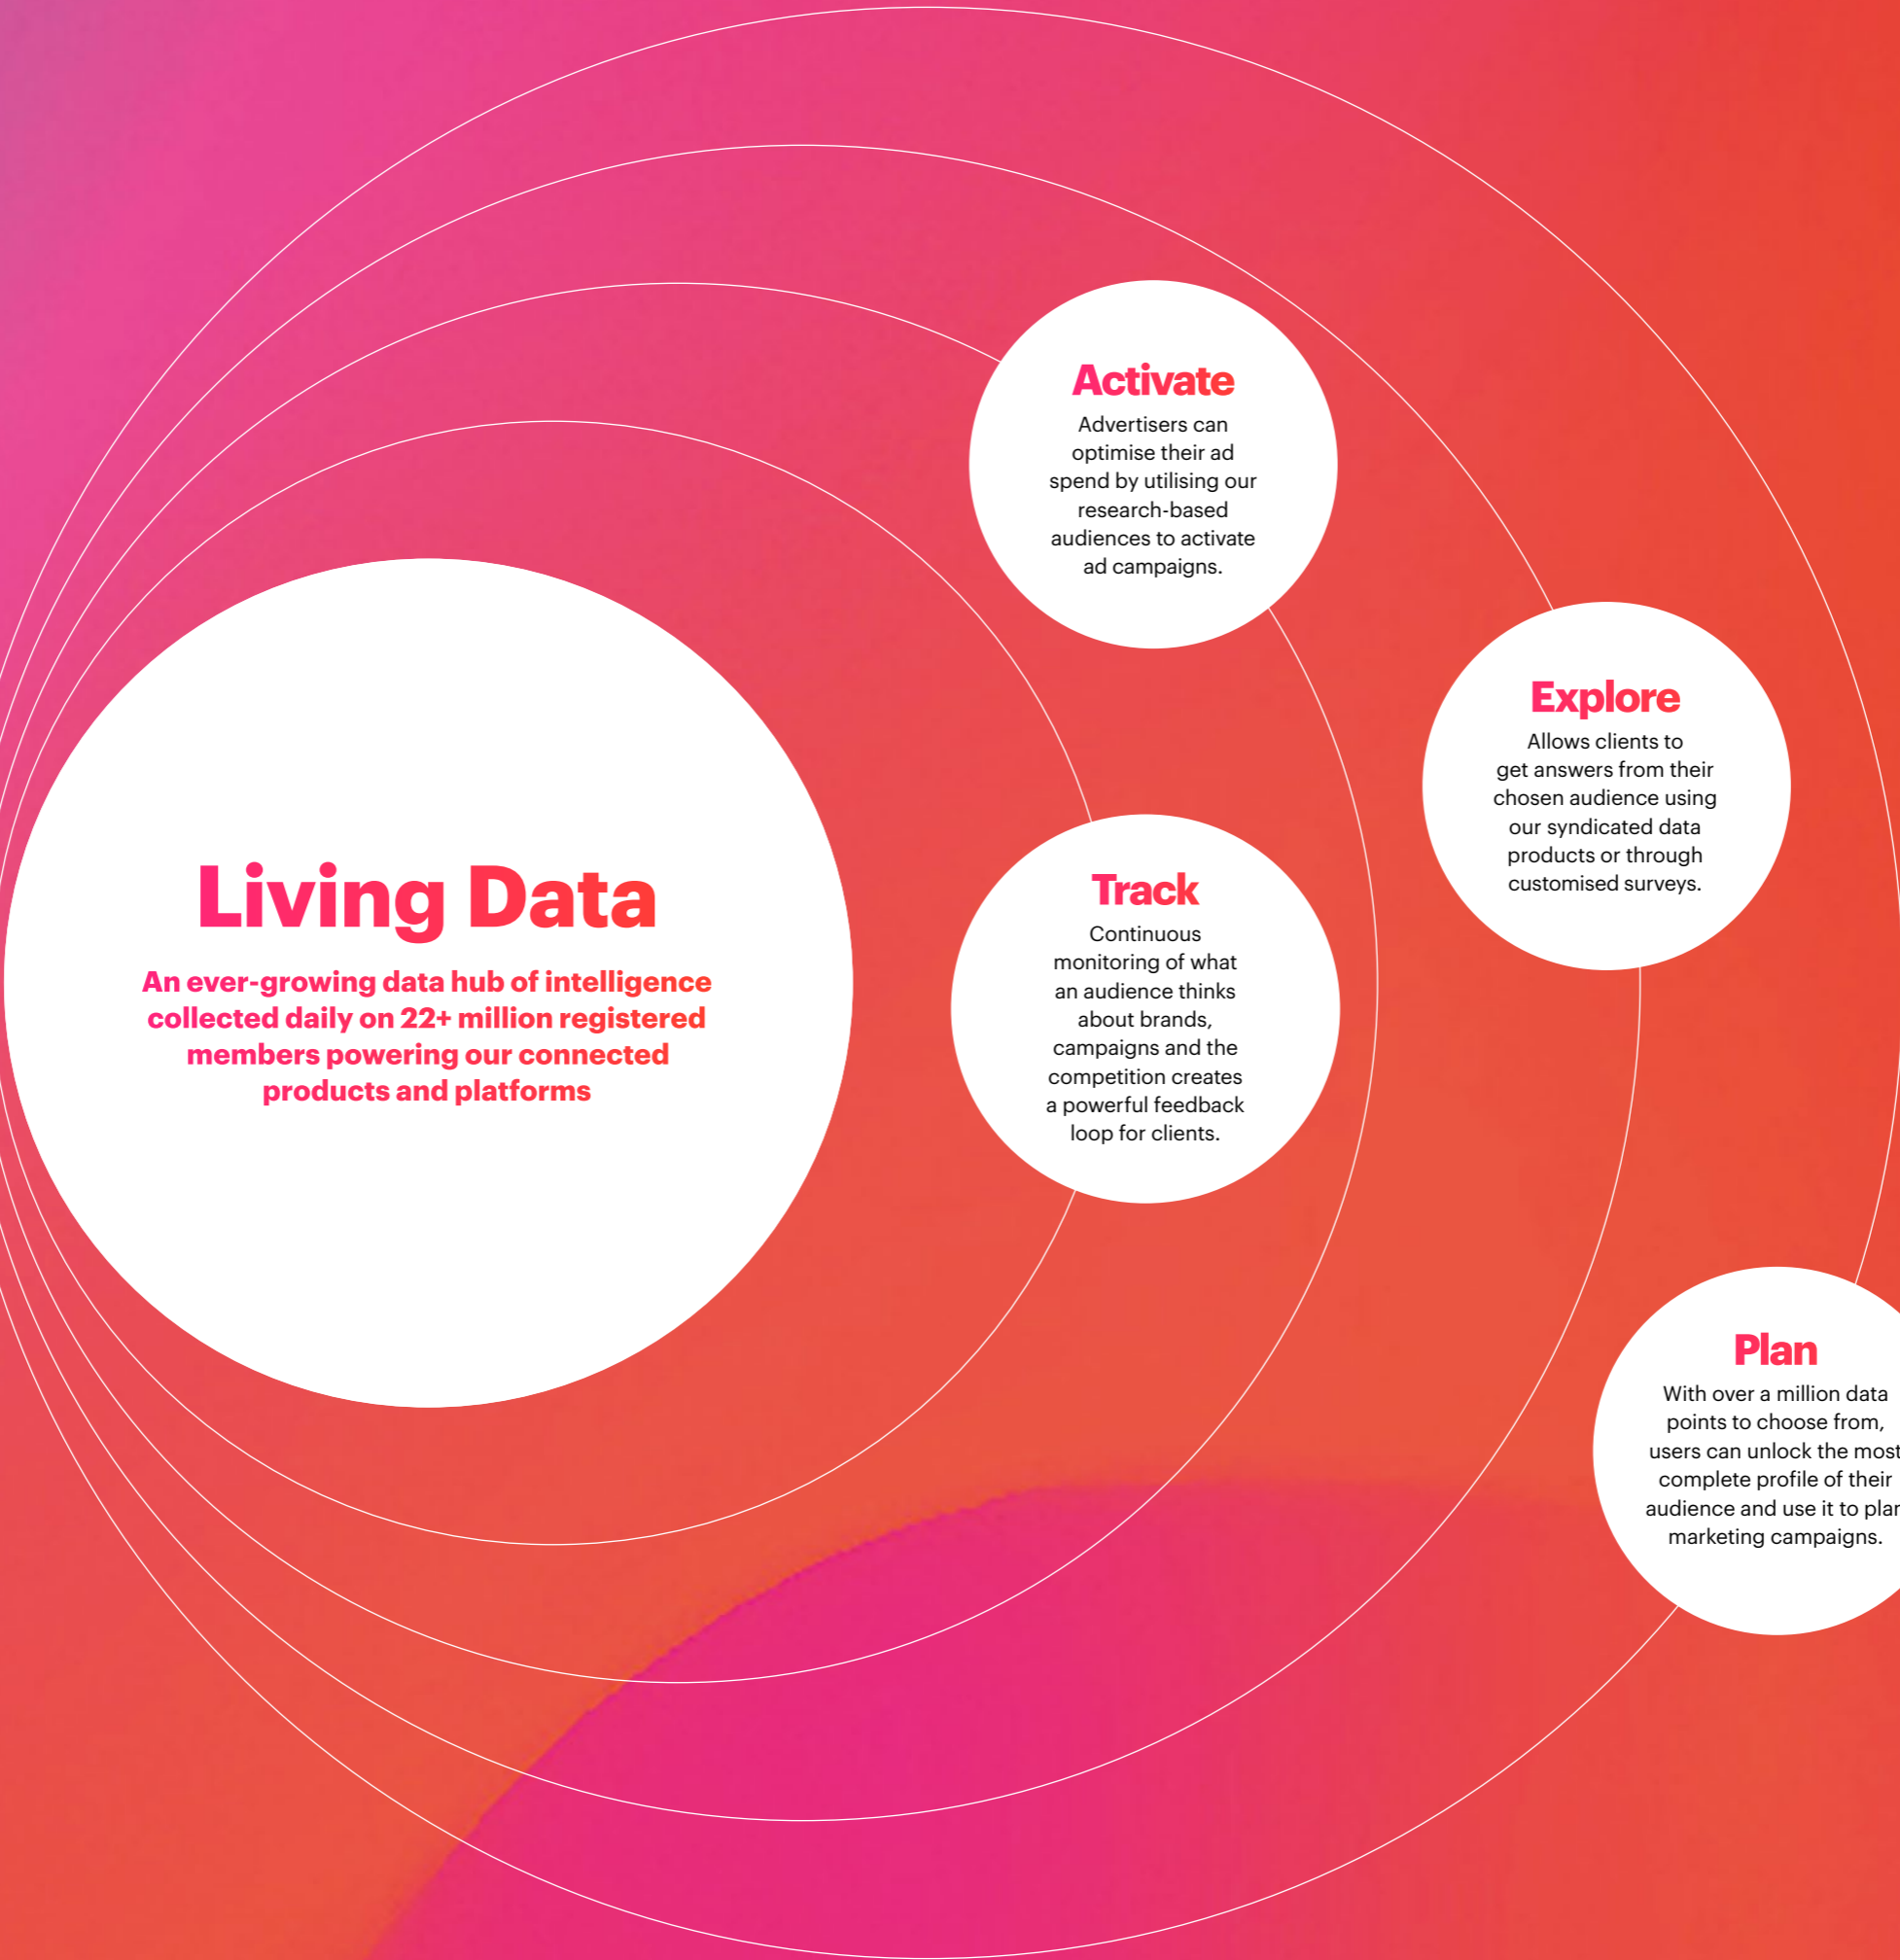 Living Data
An ever-growing data hub of intelligence
collected daily on 22+ million registered
members powering our connected
products and platforms
Activate
Advertisers can
optimise their ad
spend by utilising our
research-based
audiences to activate
ad campaigns.
Explore
Allows clients to
get answers from their
chosen audience using
our syndicated data
products or through
customised surveys.
Track
Continuous
monitoring of what
an audience thinks
about brands,
campaigns and the
competition creates
a powerful feedback
loop for clients.
Plan
With over a million data
points to choose from,
users can unlock the most
complete profile of their
audience and use it to plan
marketing campaigns.